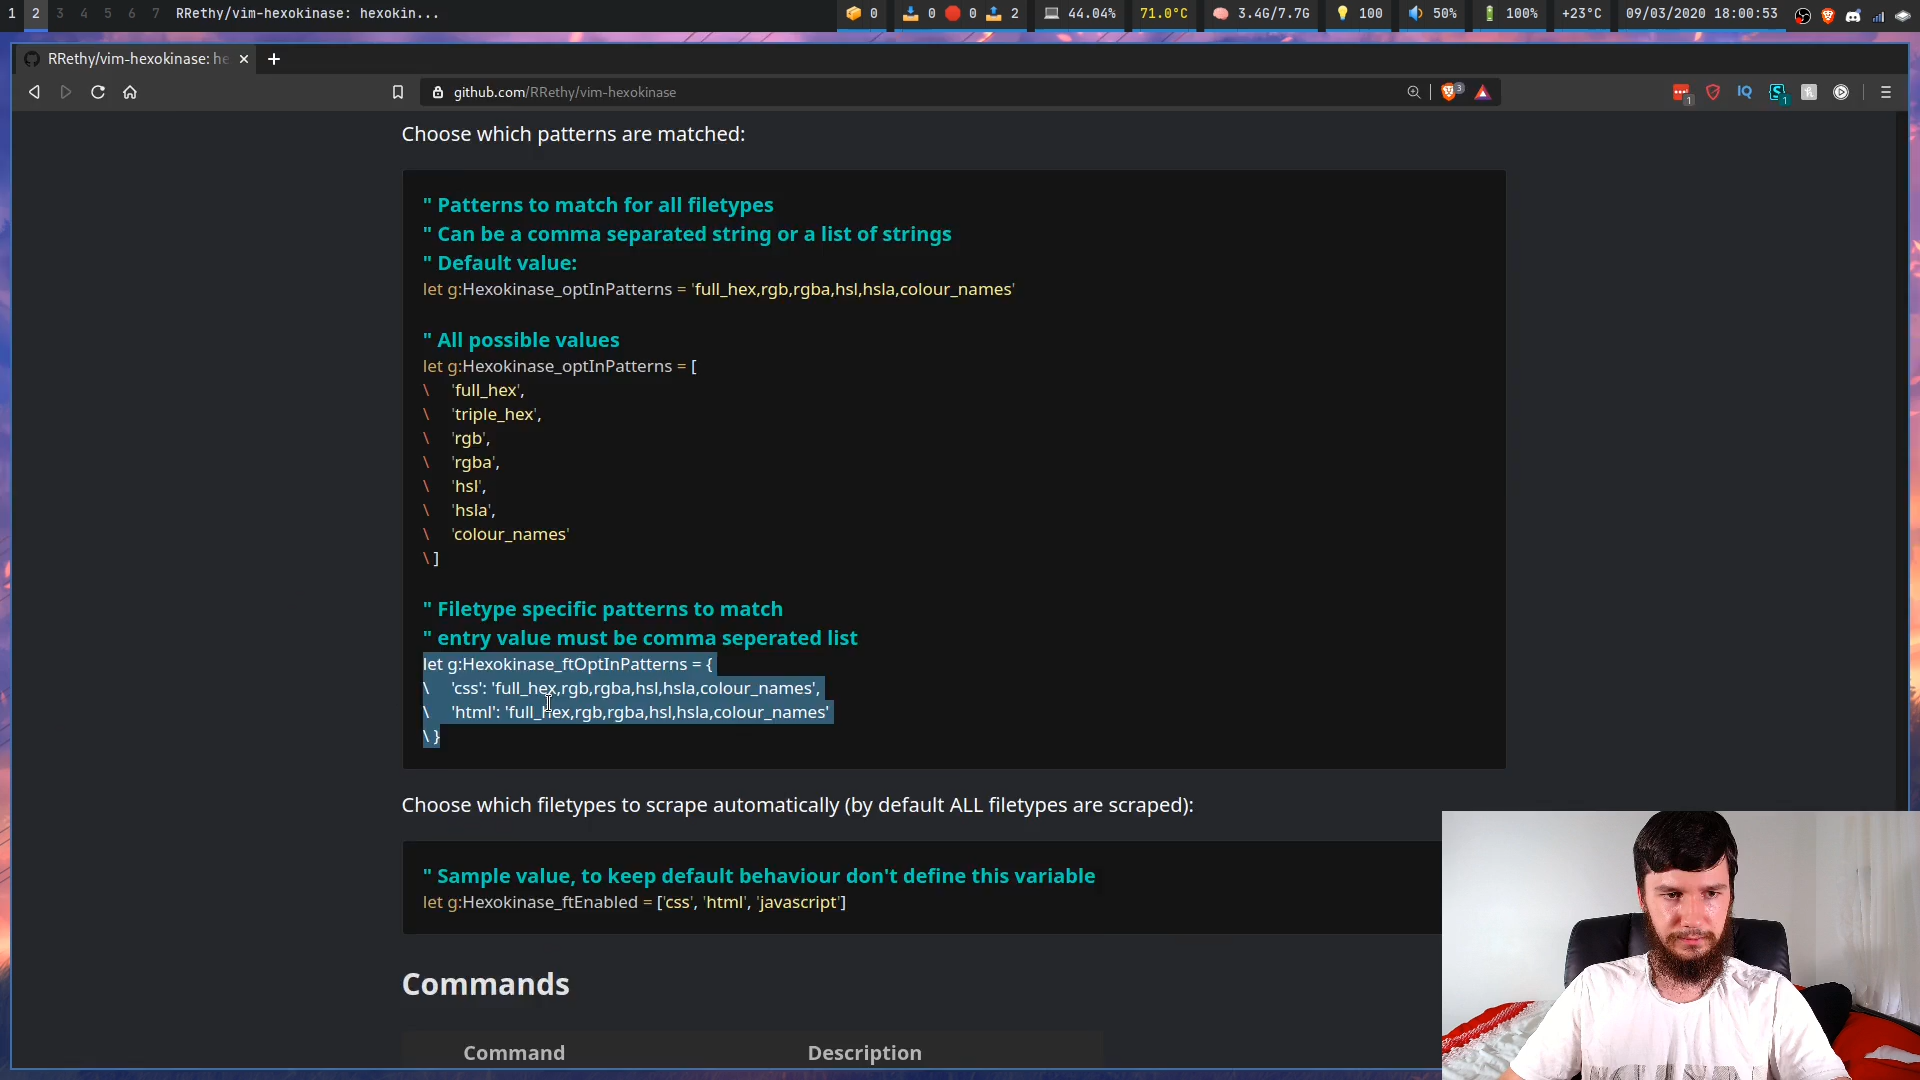 1 2 3 4 5 6 7 RRethy/vim-hexokinase: hexokin... 0 0 0 2 44.04% 71.0°C 3.4G/7.7G 100 50% 100% +23°C 09/03/2020 18:00:53
RRethy/vim-hexokinase: he
github.com/RRethy/vim-hexokinase 3 1 IQ 1
Choose which patterns are matched:
" Patterns to match for all filetypes
" Can be a comma separated string or a list of strings
" Default value:
let g:Hexokinase_optInPatterns = 'full_hex,rgb,rgba,hsl,hsla,colour_names'
" All possible values
let g:Hexokinase_optInPatterns = [
\ 'full_hex',
\ 'triple_hex',
\ 'rgb',
\ 'rgba',
\ 'hsl',
\ 'hsla',
\ 'colour_names'
\ ]
" Filetype specific patterns to match
" entry value must be comma seperated list
let g:Hexokinase_ftOptInPatterns = {
\ 'css': 'full_hex,rgb,rgba,hsl,hsla,colour_names',
\ 'html': 'full_hex,rgb,rgba,hsl,hsla,colour_names'
\ }
Choose which filetypes to scrape automatically (by default ALL filetypes are scraped):
" Sample value, to keep default behaviour don't define this variable
let g:Hexokinase_ftEnabled = ['css', 'html', 'javascript']
Commands
Command Description